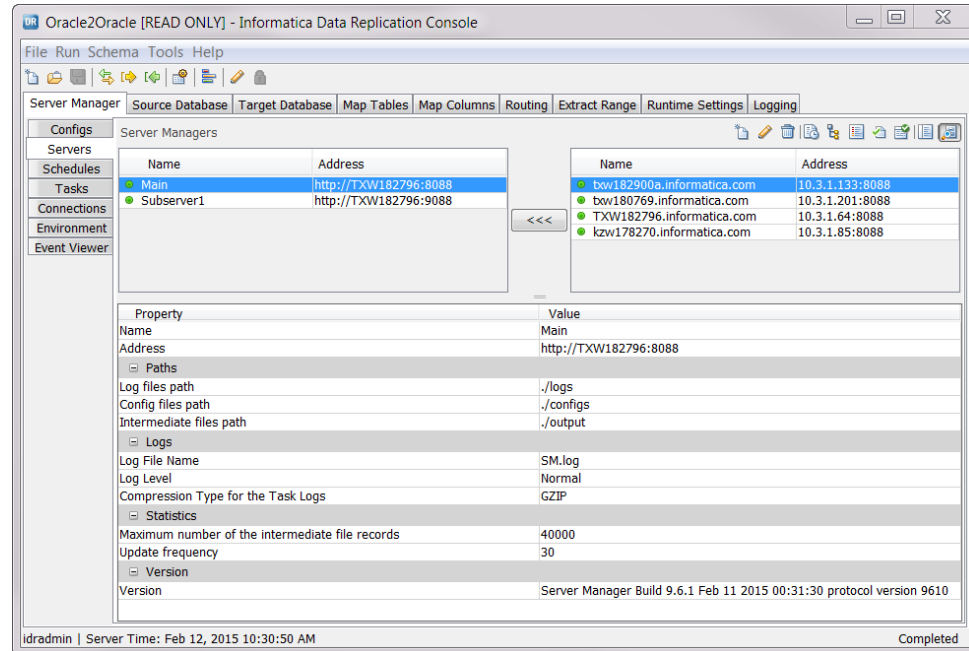 DR Oracle2Oracle [READ ONLY] - Informatica Data Replication Console
File Run Schema Tools Help
Server Manager Source Database Target Database Map Tables Map Columns Routing Extract Range Runtime Settings Logging
Configs
Servers
Schedules
Tasks
Connections
Environment
Event Viewer
Server Managers
Name Address
Main http://TXW182796:8088
Subserver1 http://TXW182796:9088
<<<
Name Address
txw182900a.informatica.com 10.3.1.133:8088
txw180769.informatica.com 10.3.1.201:8088
TXW182796.informatica.com 10.3.1.64:8088
kzw178270.informatica.com 10.3.1.85:8088
Property Value
Name Main
Address http://TXW182796:8088
Paths
Log files path ./logs
Config files path ./configs
Intermediate files path ./output
Logs
Log File Name SM.log
Log Level Normal
Compression Type for the Task Logs GZIP
Statistics
Maximum number of the intermediate file records 40000
Update frequency 30
Version
Version Server Manager Build 9.6.1 Feb 11 2015 00:31:30 protocol version 9610
idradmin | Server Time: Feb 12, 2015 10:30:50 AM Completed